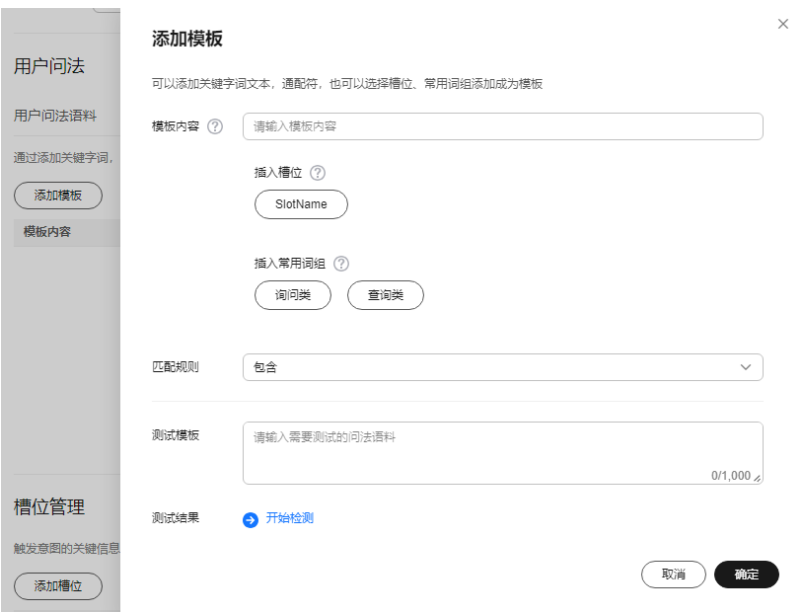 添加模板
可以添加关键字词文本，通配符，也可以选择槽位、常用词组添加成为模板
模板内容
请输入模板内容
插入槽位
SlotName
插入常用词组
询问类
查询类
匹配规则
包含
测试模板
请输入需要测试的问法语料
0/1,000
测试结果
开始检测
取消
确定
用户问法
用户问法语料
通过添加关键字词，
添加模板
模板内容
槽位管理
触发意图的关键信息
添加槽位